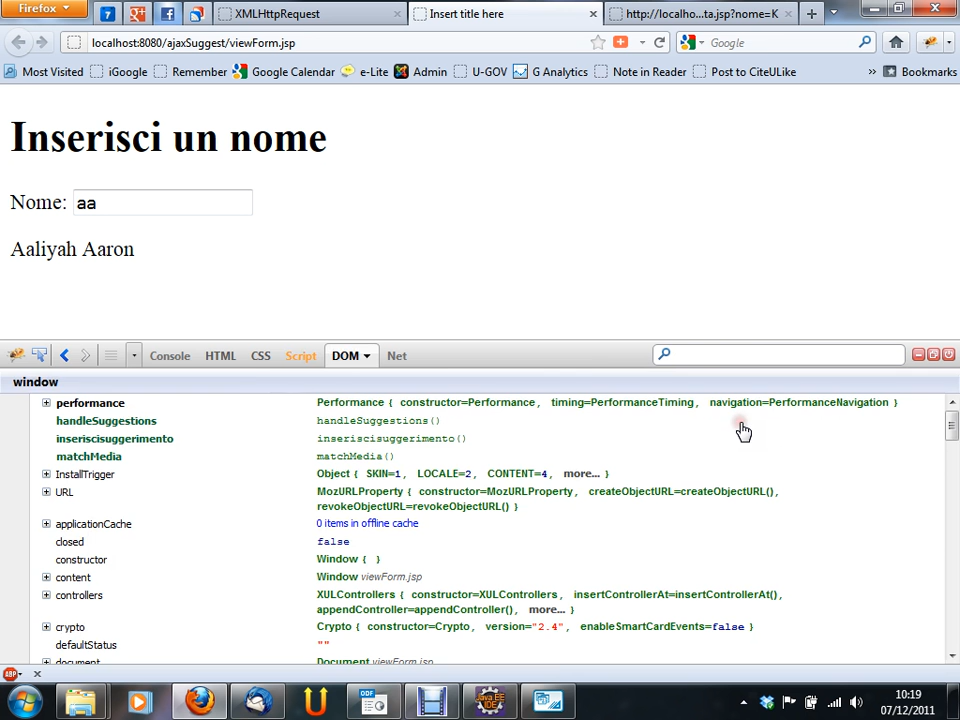 Firefox
7
XMLHttpRequest
Insert title here
http://localho...ta.jsp?nome=K
localhost:8080/ajaxSuggest/viewForm.jsp
Google
Most Visited iGoogle Remember Google Calendar e-Lite Admin U-GOV G Analytics Note in Reader Post to CiteULike » Bookmarks
Inserisci un nome
Nome: aa
Aaliyah Aaron
Console HTML CSS Script DOM Net
window
performance Performance { constructor=Performance, timing=PerformanceTiming, navigation=PerformanceNavigation }
handleSuggestions handleSuggestions()
inseriscisuggerimento inseriscisuggerimento()
matchMedia matchMedia()
InstallTrigger Object { SKIN=1, LOCALE=2, CONTENT=4, more... }
URL MozURLProperty { constructor=MozURLProperty, createObjectURL=createObjectURL(),
revokeObjectURL=revokeObjectURL() }
applicationCache 0 items in offline cache
closed false
constructor Window { }
content Window viewForm.jsp
controllers XULControllers { constructor=XULControllers, insertControllerAt=insertControllerAt(),
appendController=appendController(), more... }
crypto Crypto { constructor=Crypto, version="2.4", enableSmartCardEvents=false }
defaultStatus ""
document Document viewForm.jsp
ABP
ODF
Java EE
IDE
10:19
07/12/2011